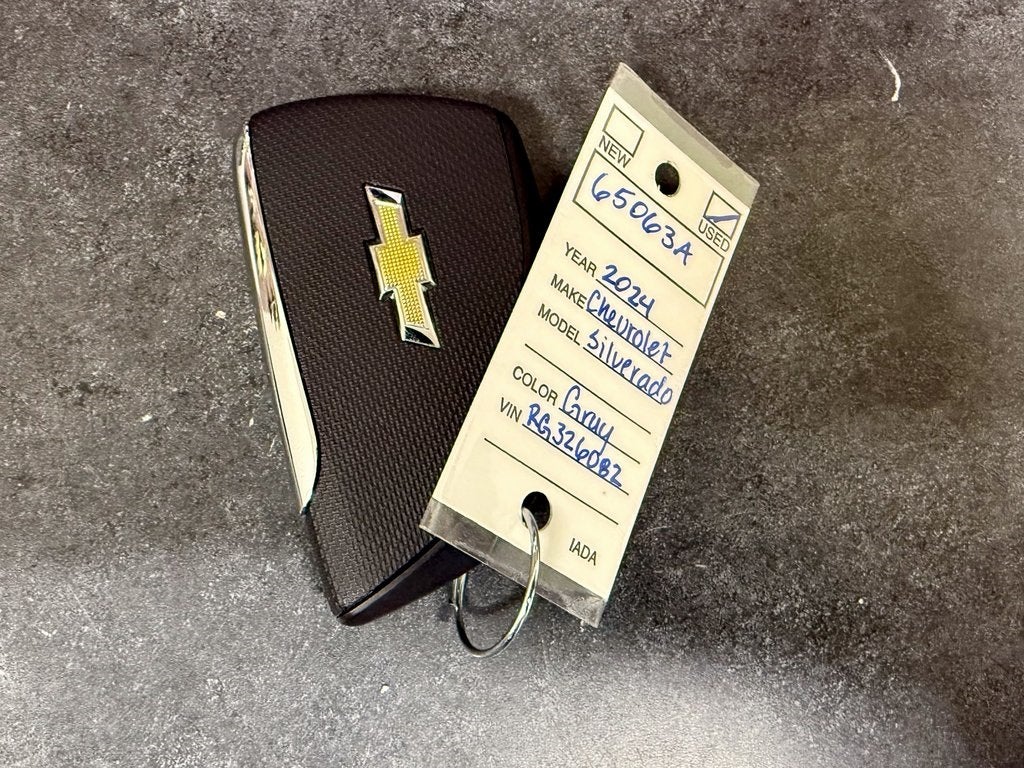 NEW
USED
65063A
YEAR 2024
MAKE Chevrolet
MODEL Silverado
COLOR Gray
VIN RG326082
IADA